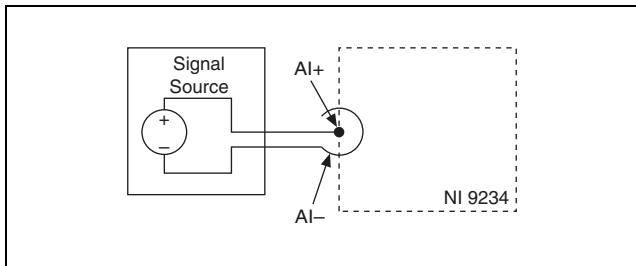 Signal
Source
+
–
AI+
AI–
NI 9234